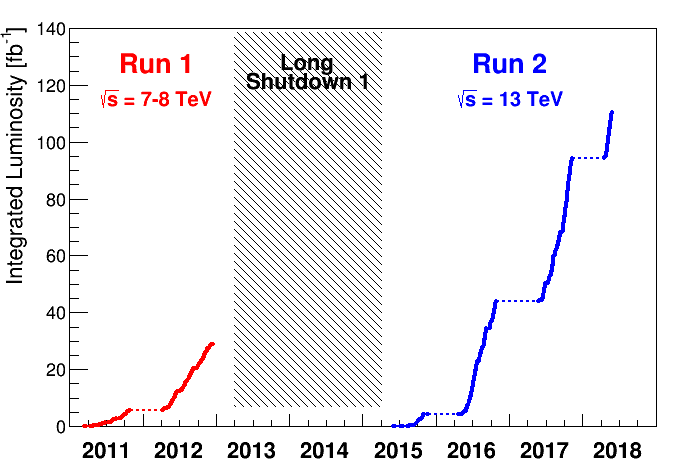 Integrated Luminosity [fb⁻¹]
140
120
100
80
60
40
20
0
Run 1
√s = 7-8 TeV
Long
Shutdown 1
Run 2
√s = 13 TeV
2011 2012 2013 2014 2015 2016 2017 2018